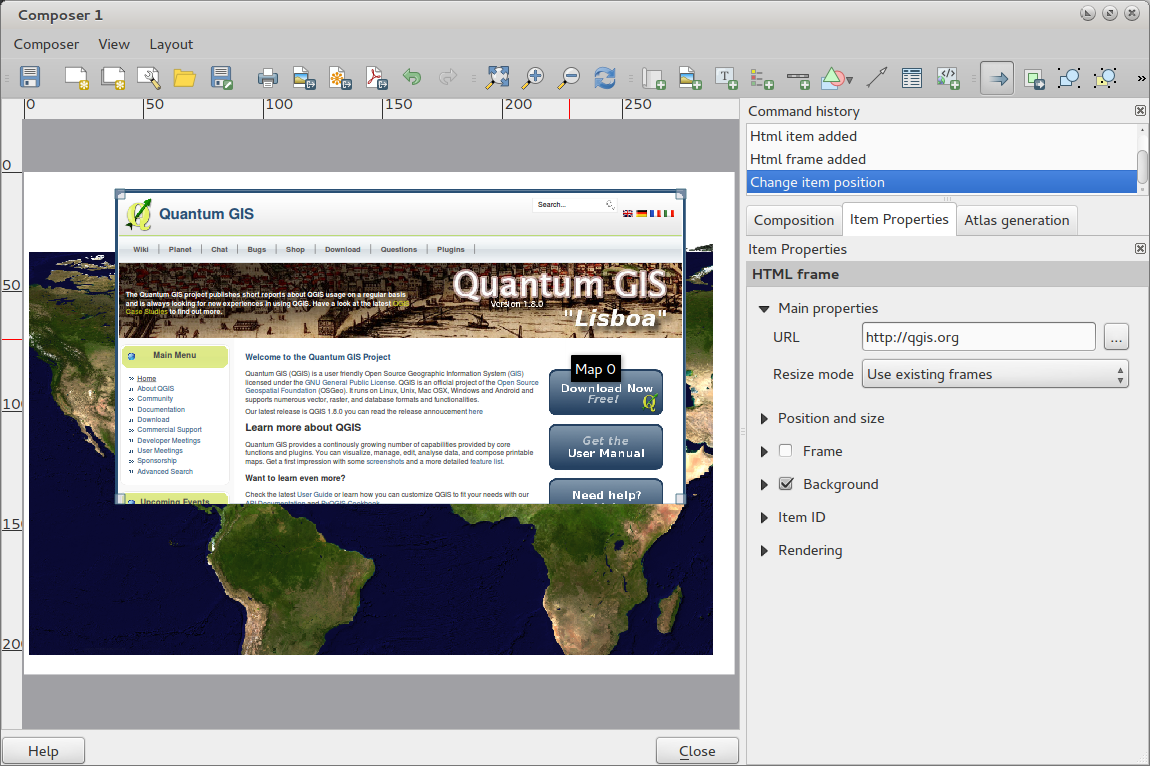 Composer 1
Composer View Layout
0 50 100 150 200 250
0
50
100
150
200
Quantum GIS
Search...
Wiki Planet Chat Bugs Shop Download Questions Plugins
The Quantum GIS project publishes short reports about QGIS usage on a regular basis
and is always looking for new experiences in using QGIS. Have a look at the latest QGIS
Case Studies to find out more.
Quantum GIS
Version 1.8.0
"Lisboa"
Main Menu
Home
About QGIS
Community
Documentation
Download
Commercial Support
Developer Meetings
User Meetings
Sponsorship
Advanced Search
Upcoming Events
Welcome to the Quantum GIS Project
Quantum GIS (QGIS) is a user friendly Open Source Geographic Information System (GIS)
licensed under the GNU General Public License. QGIS is an official project of the Open Source
Geospatial Foundation (OSGeo). It runs on Linux, Unix, Mac OSX, Windows and Android and
supports numerous vector, raster, and database formats and functionalities.
Our latest release is QGIS 1.8.0 you can read the release annoucement here
Learn more about QGIS
Quantum GIS provides a continously growing number of capabilities provided by core
functions and plugins. You can visualize, manage, edit, analyse data, and compose printable
maps. Get a first impression with some screenshots and a more detailed feature list.
Want to learn even more?
Check the latest User Guide or learn how you can customize QGIS to fit your needs with our
API Documentation and PyQGIS Cookbook
Map 0
Download Now
Free!
Get the
User Manual
Need help?
Command history
Html item added
Html frame added
Change item position
Composition Item Properties Atlas generation
Item Properties
HTML frame
Main properties
URL http://qgis.org ...
Resize mode Use existing frames
Position and size
Frame
Background
Item ID
Rendering
Help Close